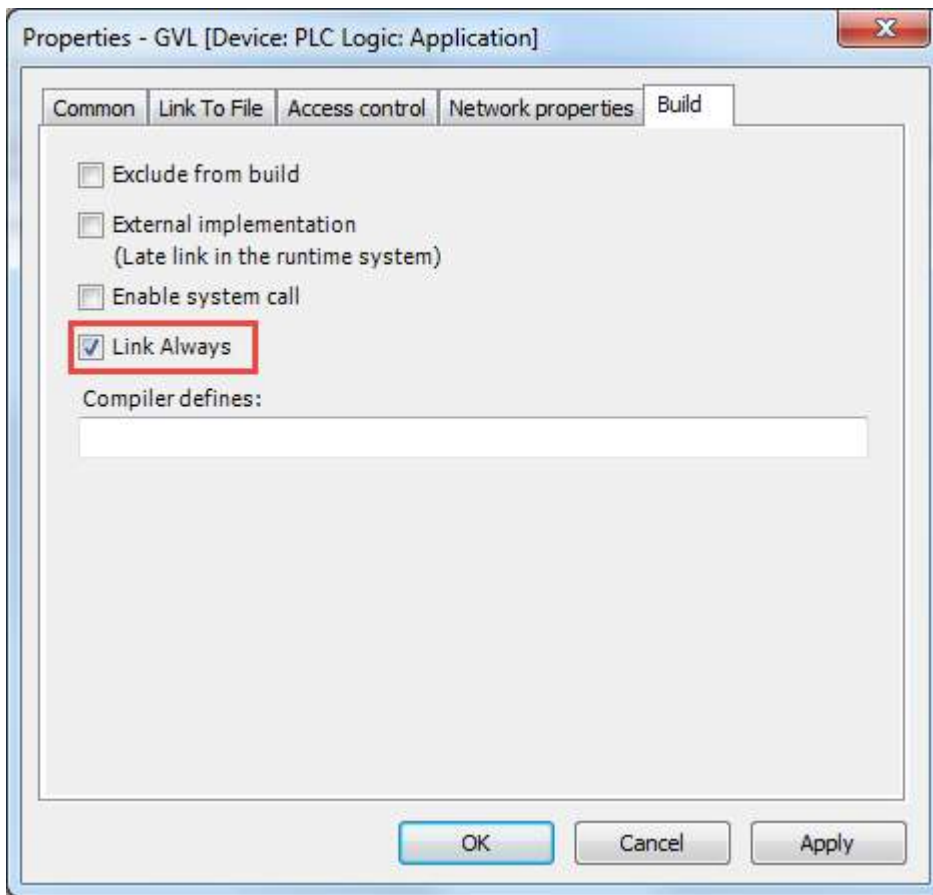 Properties - GVL [Device: PLC Logic: Application]
Common Link To File Access control Network properties Build
Exclude from build
External implementation
(Late link in the runtime system)
Enable system call
Link Always
Compiler defines:
OK Cancel Apply